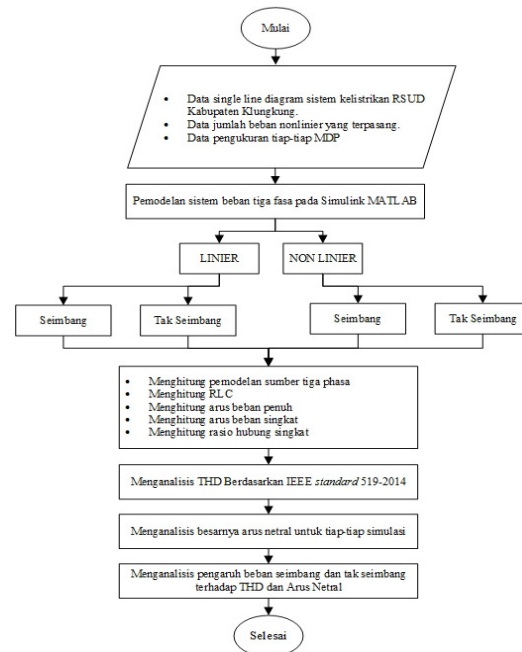 Mulai
• Data single line diagram sistem kelistrikan RSUD
Kabupaten Klungkung.
• Data jumlah beban nonlinier yang terpasang.
• Data pengukuran tiap-tiap MDP
Pemodelan sistem beban tiga fasa pada Simulink MATLAB
LINIER
NON LINIER
Seimbang
Tak Seimbang
Seimbang
Tak Seimbang
• Menghitung pemodelan sumber tiga phasa
• Menghitung RLC
• Menghitung arus beban penuh
• Menghitung arus beban singkat
• Menghitung rasio hubung singkat
Menganalisis THD Berdasarkan IEEE standard 519-2014
Menganalisis besarnya arus netral untuk tiap-tiap simulasi
Menganalisis pengaruh beban seimbang dan tak seimbang
terhadap THD dan Arus Netral
Selesai